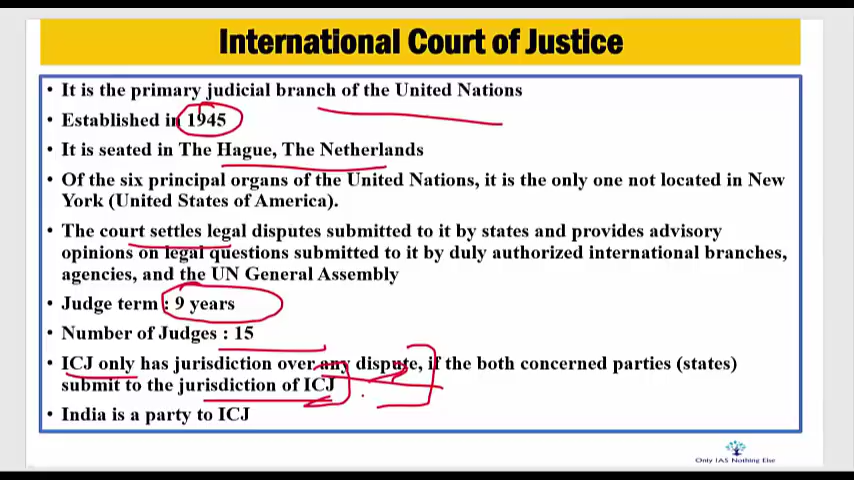 International Court of Justice
• It is the primary judicial branch of the United Nations
• Established in 1945
• It is seated in The Hague, The Netherlands
• Of the six principal organs of the United Nations, it is the only one not located in New
York (United States of America).
• The court settles legal disputes submitted to it by states and provides advisory
opinions on legal questions submitted to it by duly authorized international branches,
agencies, and the UN General Assembly
• Judge term : 9 years
• Number of Judges : 15
• ICJ only has jurisdiction over any dispute, if the both concerned parties (states)
submit to the jurisdiction of ICJ
• India is a party to ICJ
Only IAS Nothing Else